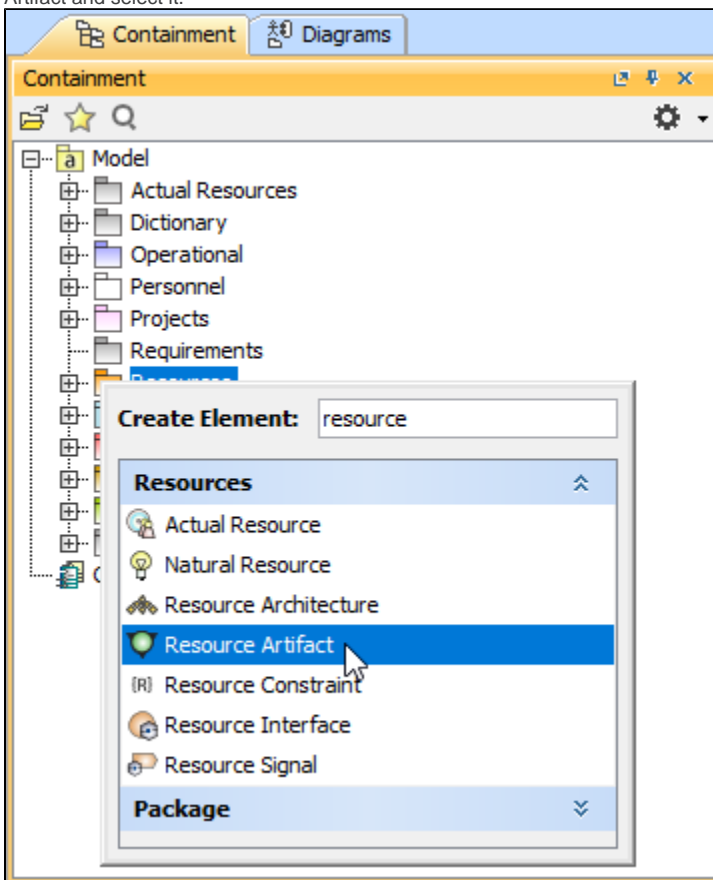 Artifact and select it.
Containment Diagrams
Containment
a Model
Actual Resources
Dictionary
Operational
Personnel
Projects
Requirements
Resources
Create Element: resource
Resources
Actual Resource
Natural Resource
Resource Architecture
Resource Artifact
{R} Resource Constraint
Resource Interface
Resource Signal
Package